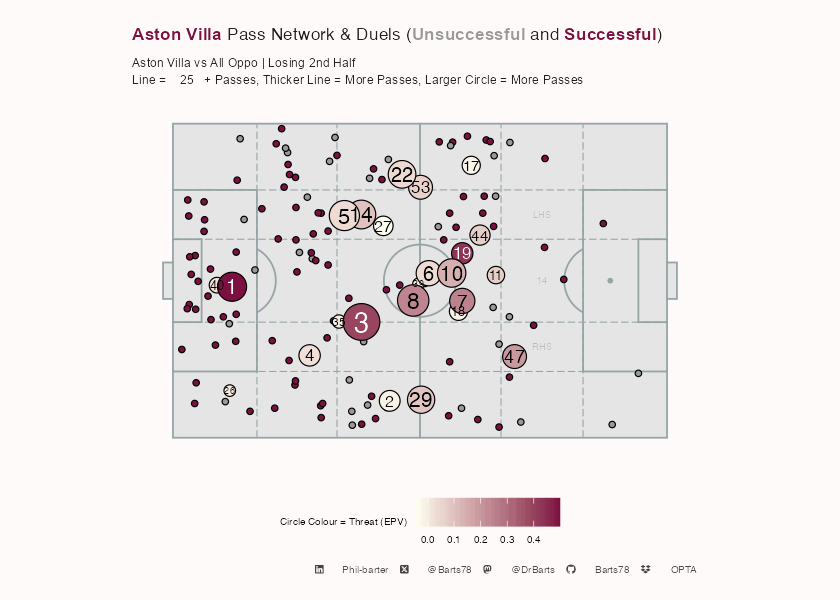 Aston Villa Pass Network & Duels (Unsuccessful and Successful)
Aston Villa vs All Oppo | Losing 2nd Half
Line = 25 + Passes, Thicker Line = More Passes, Larger Circle = More Passes
17
22
53
5
14
27
LHS
44
19
6
10
11
14
1
8
7
3
35
4
RHS
47
26
2
29
Circle Colour = Threat (EPV)
0.0 0.1 0.2 0.3 0.4
Phil-barter @Barts78 @DrBarts Barts78 OPTA